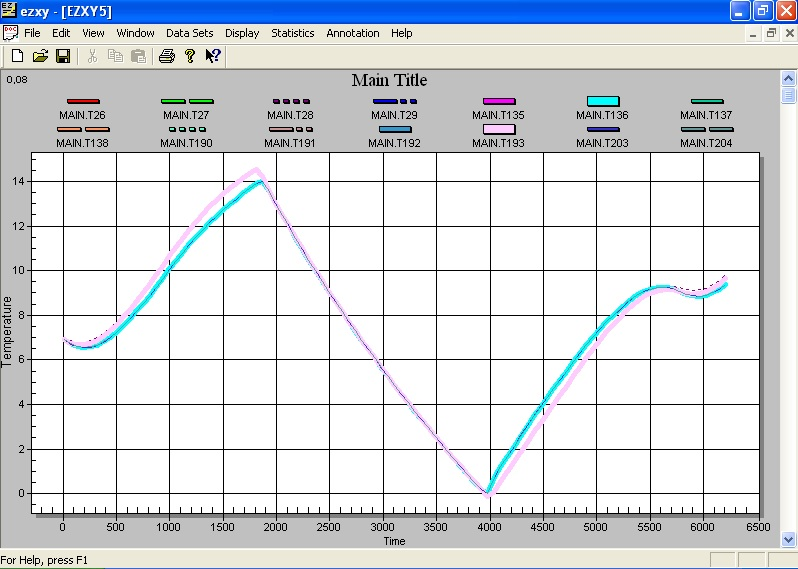 EZ
XY
ezxy - [EZXY5]
DOC
File Edit View Window Data Sets Display Statistics Annotation Help
0,08
Main Title
MAIN.T26 MAIN.T27 MAIN.T28 MAIN.T29 MAIN.T135 MAIN.T136 MAIN.T137
MAIN.T138 MAIN.T190 MAIN.T191 MAIN.T192 MAIN.T193 MAIN.T203 MAIN.T204
14
12
10
8
6
4
2
0
Temperature
0 500 1000 1500 2000 2500 3000 3500 4000 4500 5000 5500 6000 6500
Time
For Help, press F1